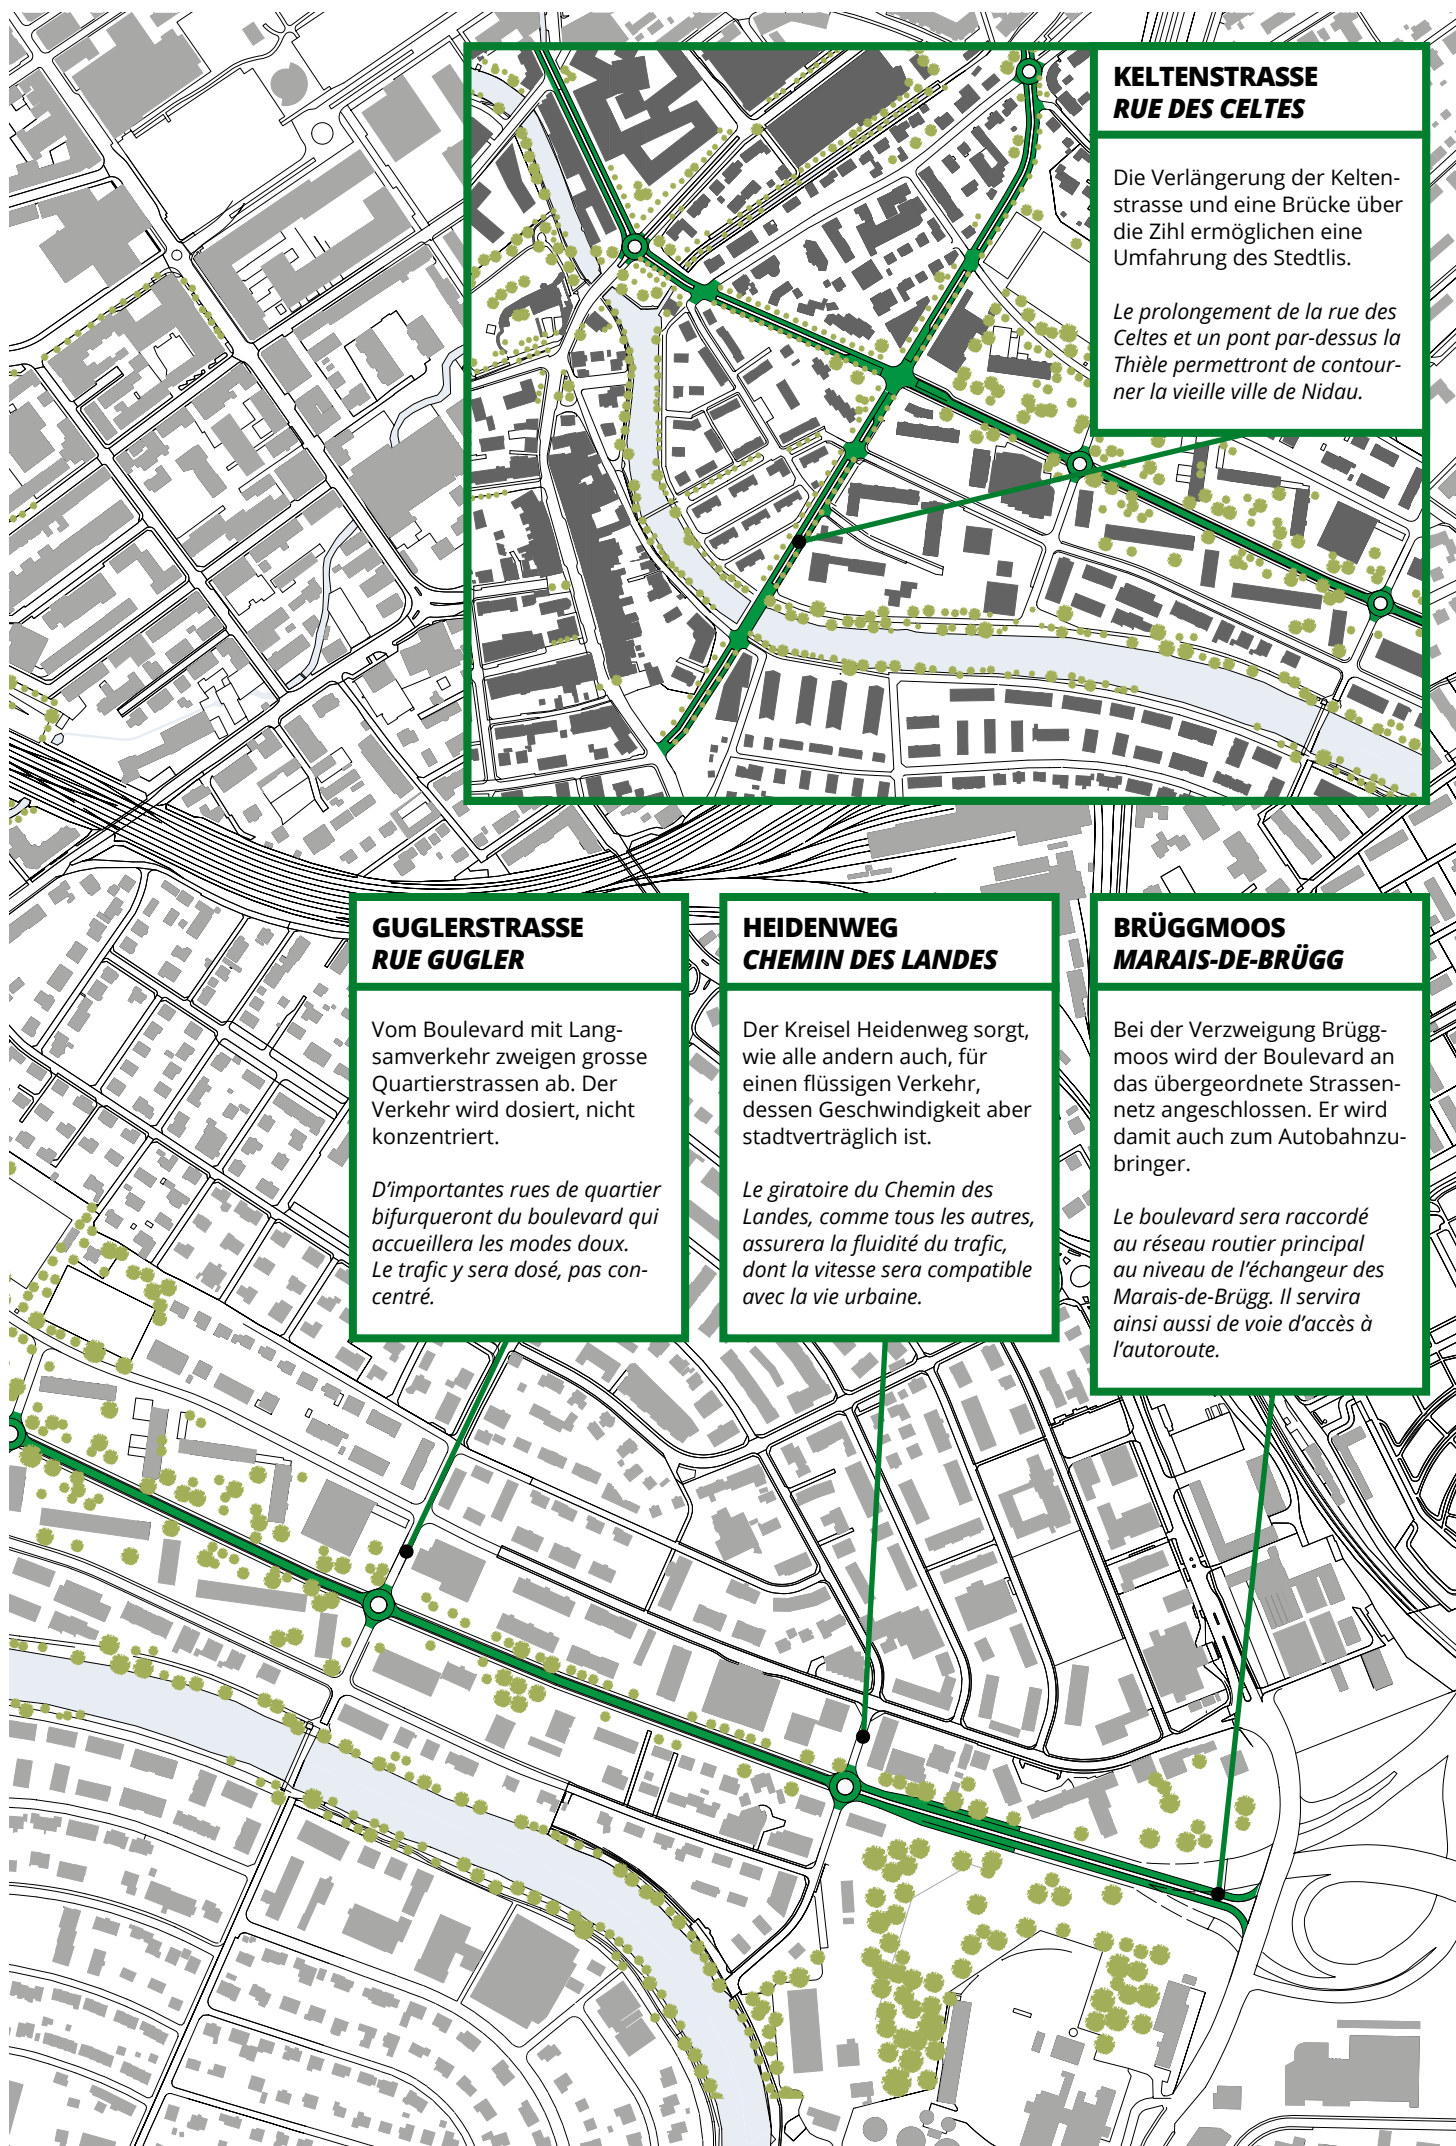 KELTENSTRASSE
RUE DES CELTES
Die Verlängerung der Kelten-
strasse und eine Brücke über
die Zihl ermöglichen eine
Umfahrung des Stedtlis.
Le prolongement de la rue des
Celtes et un pont par-dessus la
Thièle permettront de contour-
ner la vieille ville de Nidau.
GUGLERSTRASSE
RUE GUGLER
Vom Boulevard mit Lang-
samverkehr zweigen grosse
Quartierstrassen ab. Der
Verkehr wird dosiert, nicht
konzentriert.
D'importantes rues de quartier
bifurqueront du boulevard qui
accueillera les modes doux.
Le trafic y sera dosé, pas con-
centré.
HEIDENWEG
CHEMIN DES LANDES
Der Kreisel Heidenweg sorgt,
wie alle andern auch, für
einen flüssigen Verkehr,
dessen Geschwindigkeit aber
stadtverträglich ist.
Le giratoire du Chemin des
Landes, comme tous les autres,
assurera la fluidité du trafic,
dont la vitesse sera compatible
avec la vie urbaine.
BRÜGGMOOS
MARAIS-DE-BRÜGG
Bei der Verzweigung Brügg-
moos wird der Boulevard an
das übergeordnete Strassen-
netz angeschlossen. Er wird
damit auch zum Autobahnzu-
bringer.
Le boulevard sera raccordé
au réseau routier principal
au niveau de l'échangeur des
Marais-de-Brügg. Il servira
ainsi aussi de voie d'accès à
l'autoroute.